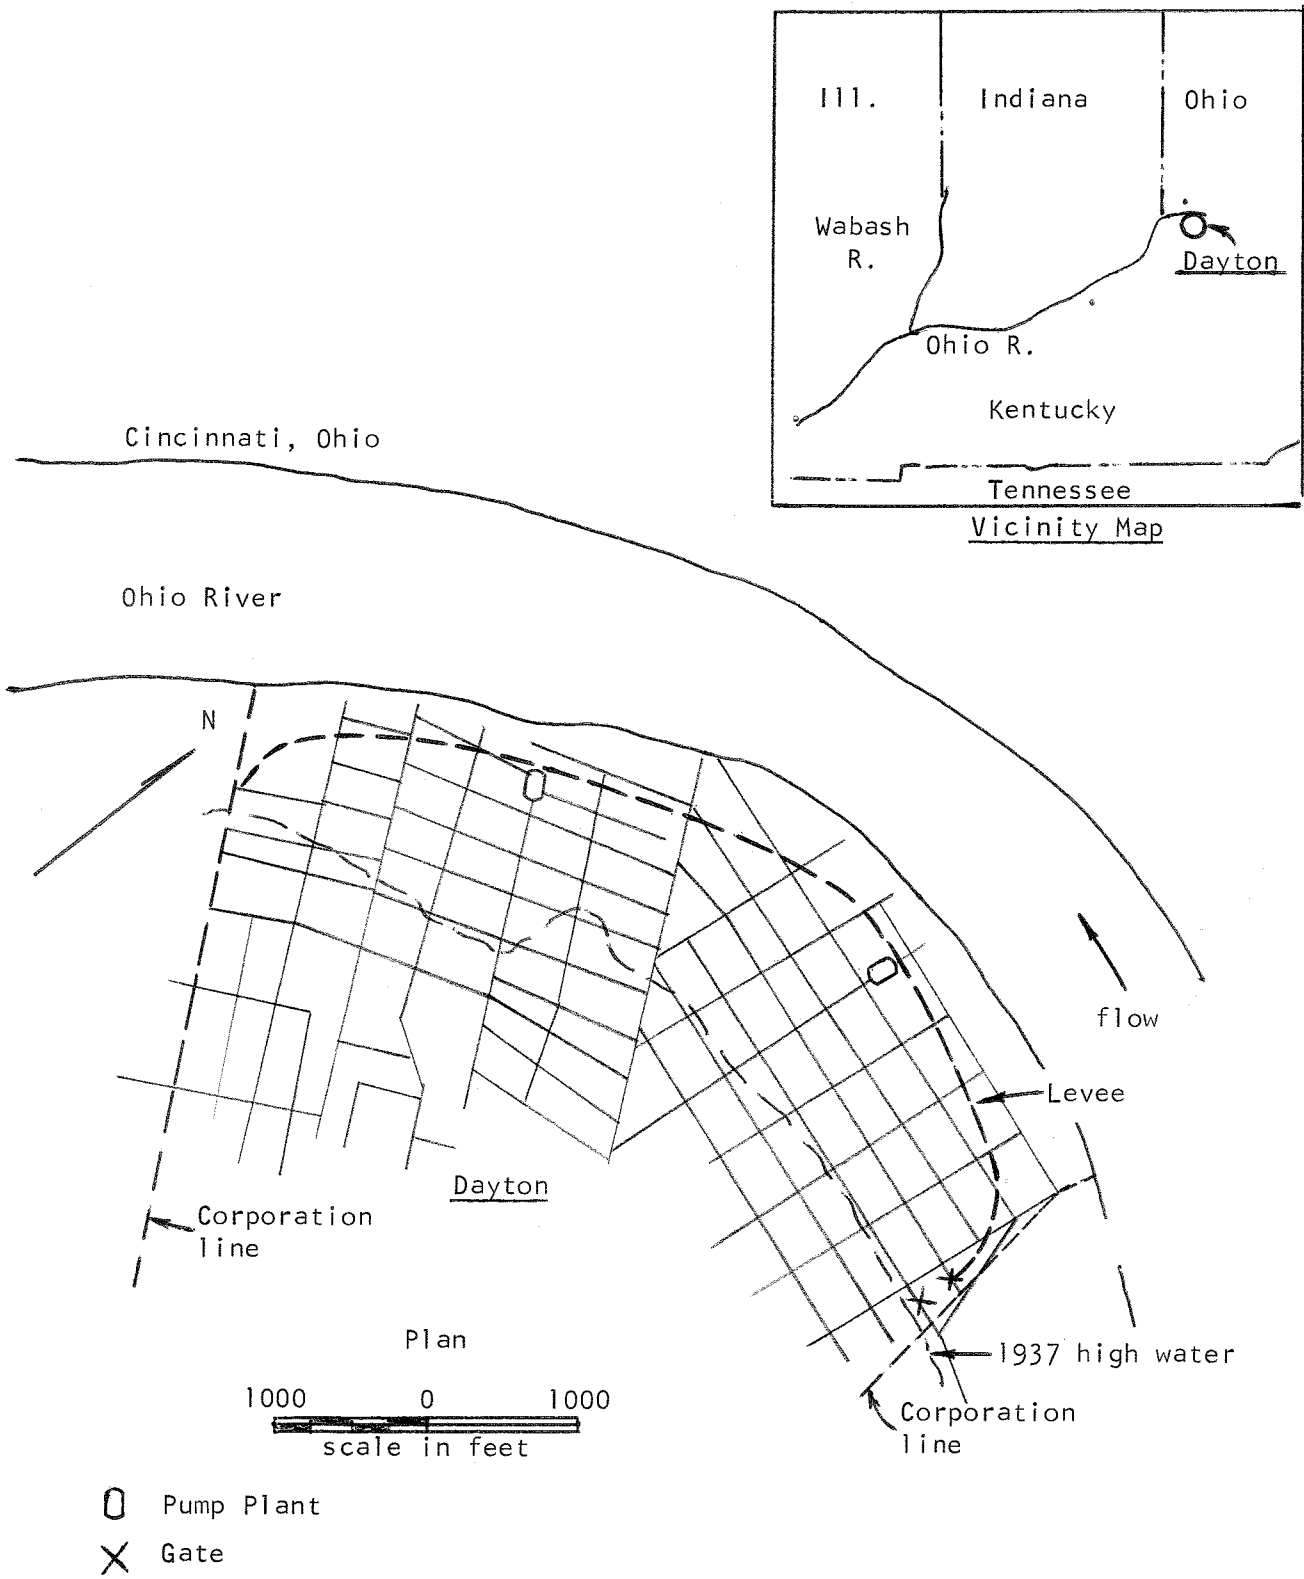 Ill.
Indiana
Ohio
Wabash
R.
Dayton
Ohio R.
Kentucky
Tennessee
Vicinity Map
Cincinnati, Ohio
Ohio River
N
flow
Levee
Dayton
Corporation
line
Plan
1937 high water
1000 0 1000
scale in feet
Corporation
line
Pump Plant
Gate